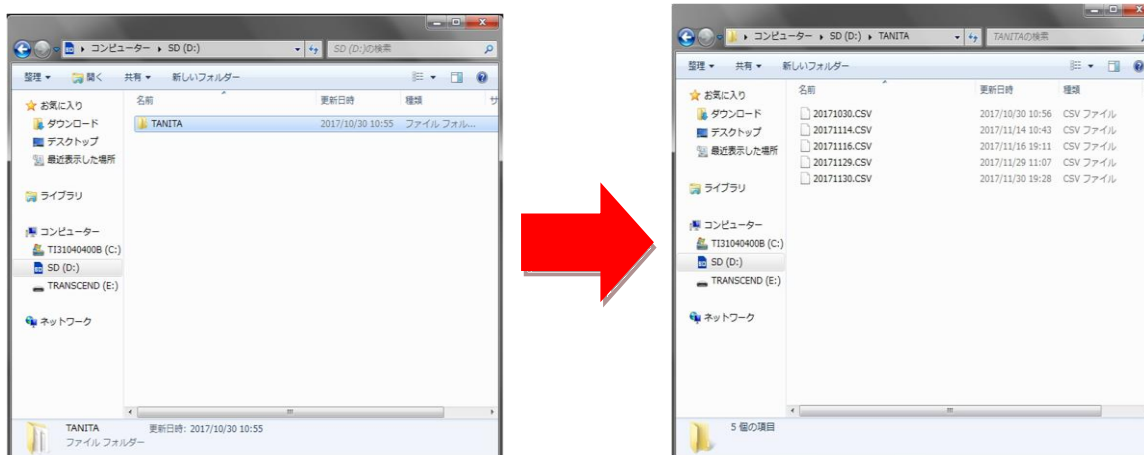 コンピューター ▸ SD (D:)
SD (D:)の検索
整理 開く 共有 新しいフォルダー
名前 更新日時 種類 サ
お気に入り
ダウンロード
デスクトップ
最近表示した場所
ライブラリ
コンピューター
TI31040400B (C:)
SD (D:)
TRANSCEND (E:)
ネットワーク
TANITA 2017/10/30 10:55 ファイル フォル...
TANITA 更新日時: 2017/10/30 10:55
ファイル フォルダー
コンピューター ▸ SD (D:) ▸ TANITA
TANITAの検索
整理 共有 新しいフォルダー
名前 更新日時 種類
お気に入り
ダウンロード
デスクトップ
最近表示した場所
ライブラリ
コンピューター
TI31040400B (C:)
SD (D:)
TRANSCEND (E:)
ネットワーク
20171030.CSV 2017/10/30 10:56 CSV ファイル
20171114.CSV 2017/11/14 10:43 CSV ファイル
20171116.CSV 2017/11/16 19:11 CSV ファイル
20171129.CSV 2017/11/29 11:07 CSV ファイル
20171130.CSV 2017/11/30 19:28 CSV ファイル
5 個の項目